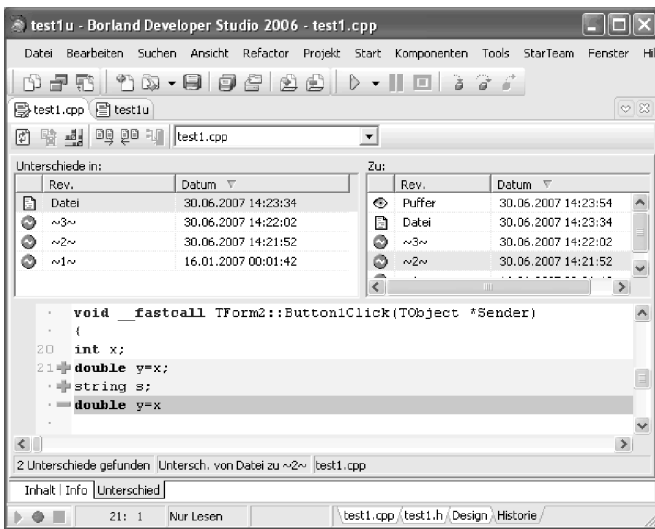 test1u - Borland Developer Studio 2006 - test1.cpp
Datei Bearbeiten Suchen Ansicht Refactor Projekt Start Komponenten Tools StarTeam Fenster Hil
test1.cpp test1u
test1.cpp
Unterschiede in: Zu:
Rev. Datum Rev. Datum
Datei 30.06.2007 14:23:34 Puffer 30.06.2007 14:23:54
~3~ 30.06.2007 14:22:02 Datei 30.06.2007 14:23:34
~2~ 30.06.2007 14:21:52 ~3~ 30.06.2007 14:22:02
~1~ 16.01.2007 00:01:42 ~2~ 30.06.2007 14:21:52
void __fastcall TForm2::Button1Click(TObject *Sender)
{
20 int x;
21 double y=x;
string s;
double y=x
2 Unterschiede gefunden Untersch. von Datei zu ~2~ test1.cpp
Inhalt Info Unterschied
21: 1 Nur Lesen test1.cpp test1.h Design Historie